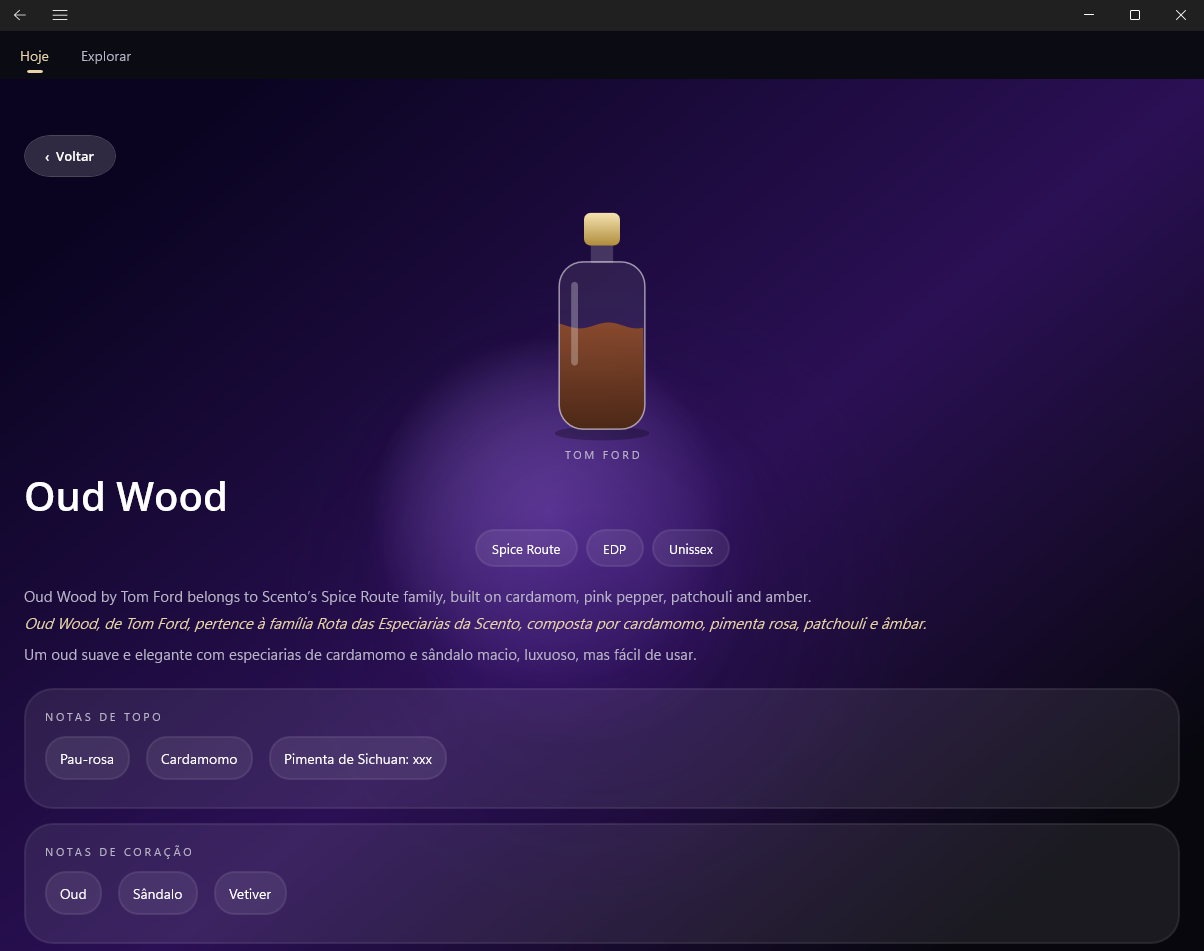 Hoje
Explorar
‹ Voltar
TOM FORD
Oud Wood
Spice Route
EDP
Unissex
Oud Wood by Tom Ford belongs to Scento’s Spice Route family, built on cardamom, pink pepper, patchouli and amber.
Oud Wood, de Tom Ford, pertence à família Rota das Especiarias da Scento, composta por cardamomo, pimenta rosa, patchouli e âmbar.
Um oud suave e elegante com especiarias de cardamomo e sândalo macio, luxuoso, mas fácil de usar.
NOTAS DE TOPO
Pau-rosa
Cardamomo
Pimenta de Sichuan: xxx
NOTAS DE CORAÇÃO
Oud
Sândalo
Vetiver